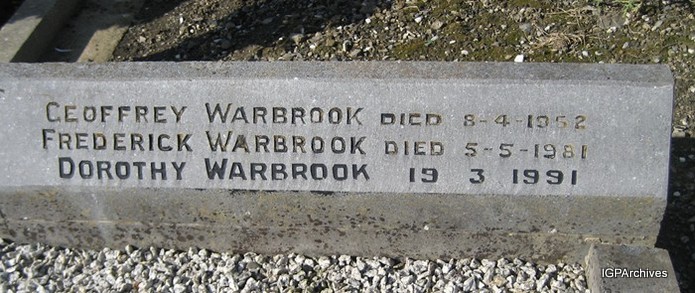 Geoffrey Warbrook died 8-4-1952
Frederick Warbrook died 5-5-1981
Dorothy Warbrook 19 3 1991
IGPArchives